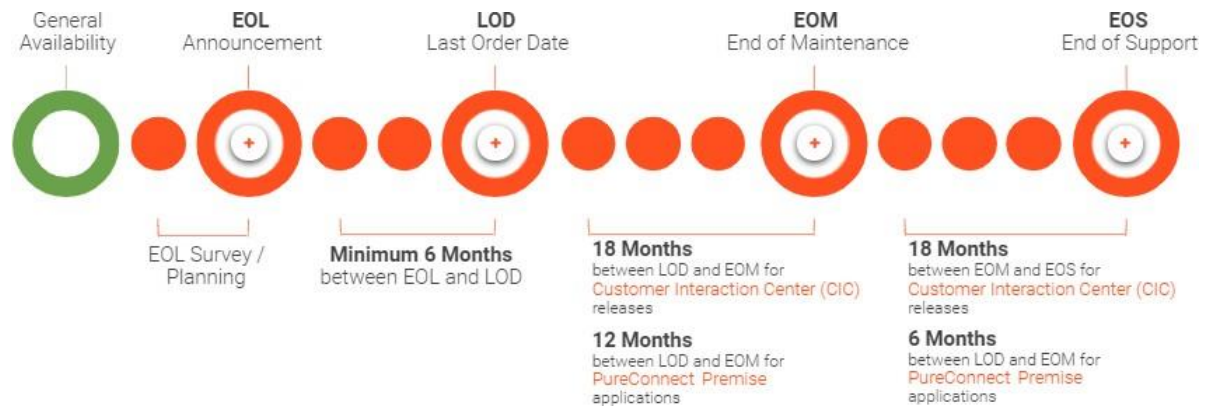 General
Availability
EOL
Announcement
LOD
Last Order Date
EOM
End of Maintenance
EOS
End of Support
+
+
+
+
EOL Survey /
Planning
Minimum 6 Months
between EOL and LOD
18 Months
between LOD and EOM for
Customer Interaction Center (CIC)
releases
12 Months
between LOD and EOM for
PureConnect Premise
applications
18 Months
between EOM and EOS for
Customer Interaction Center (CIC)
releases
6 Months
between LOD and EOM for
PureConnect Premise
applications